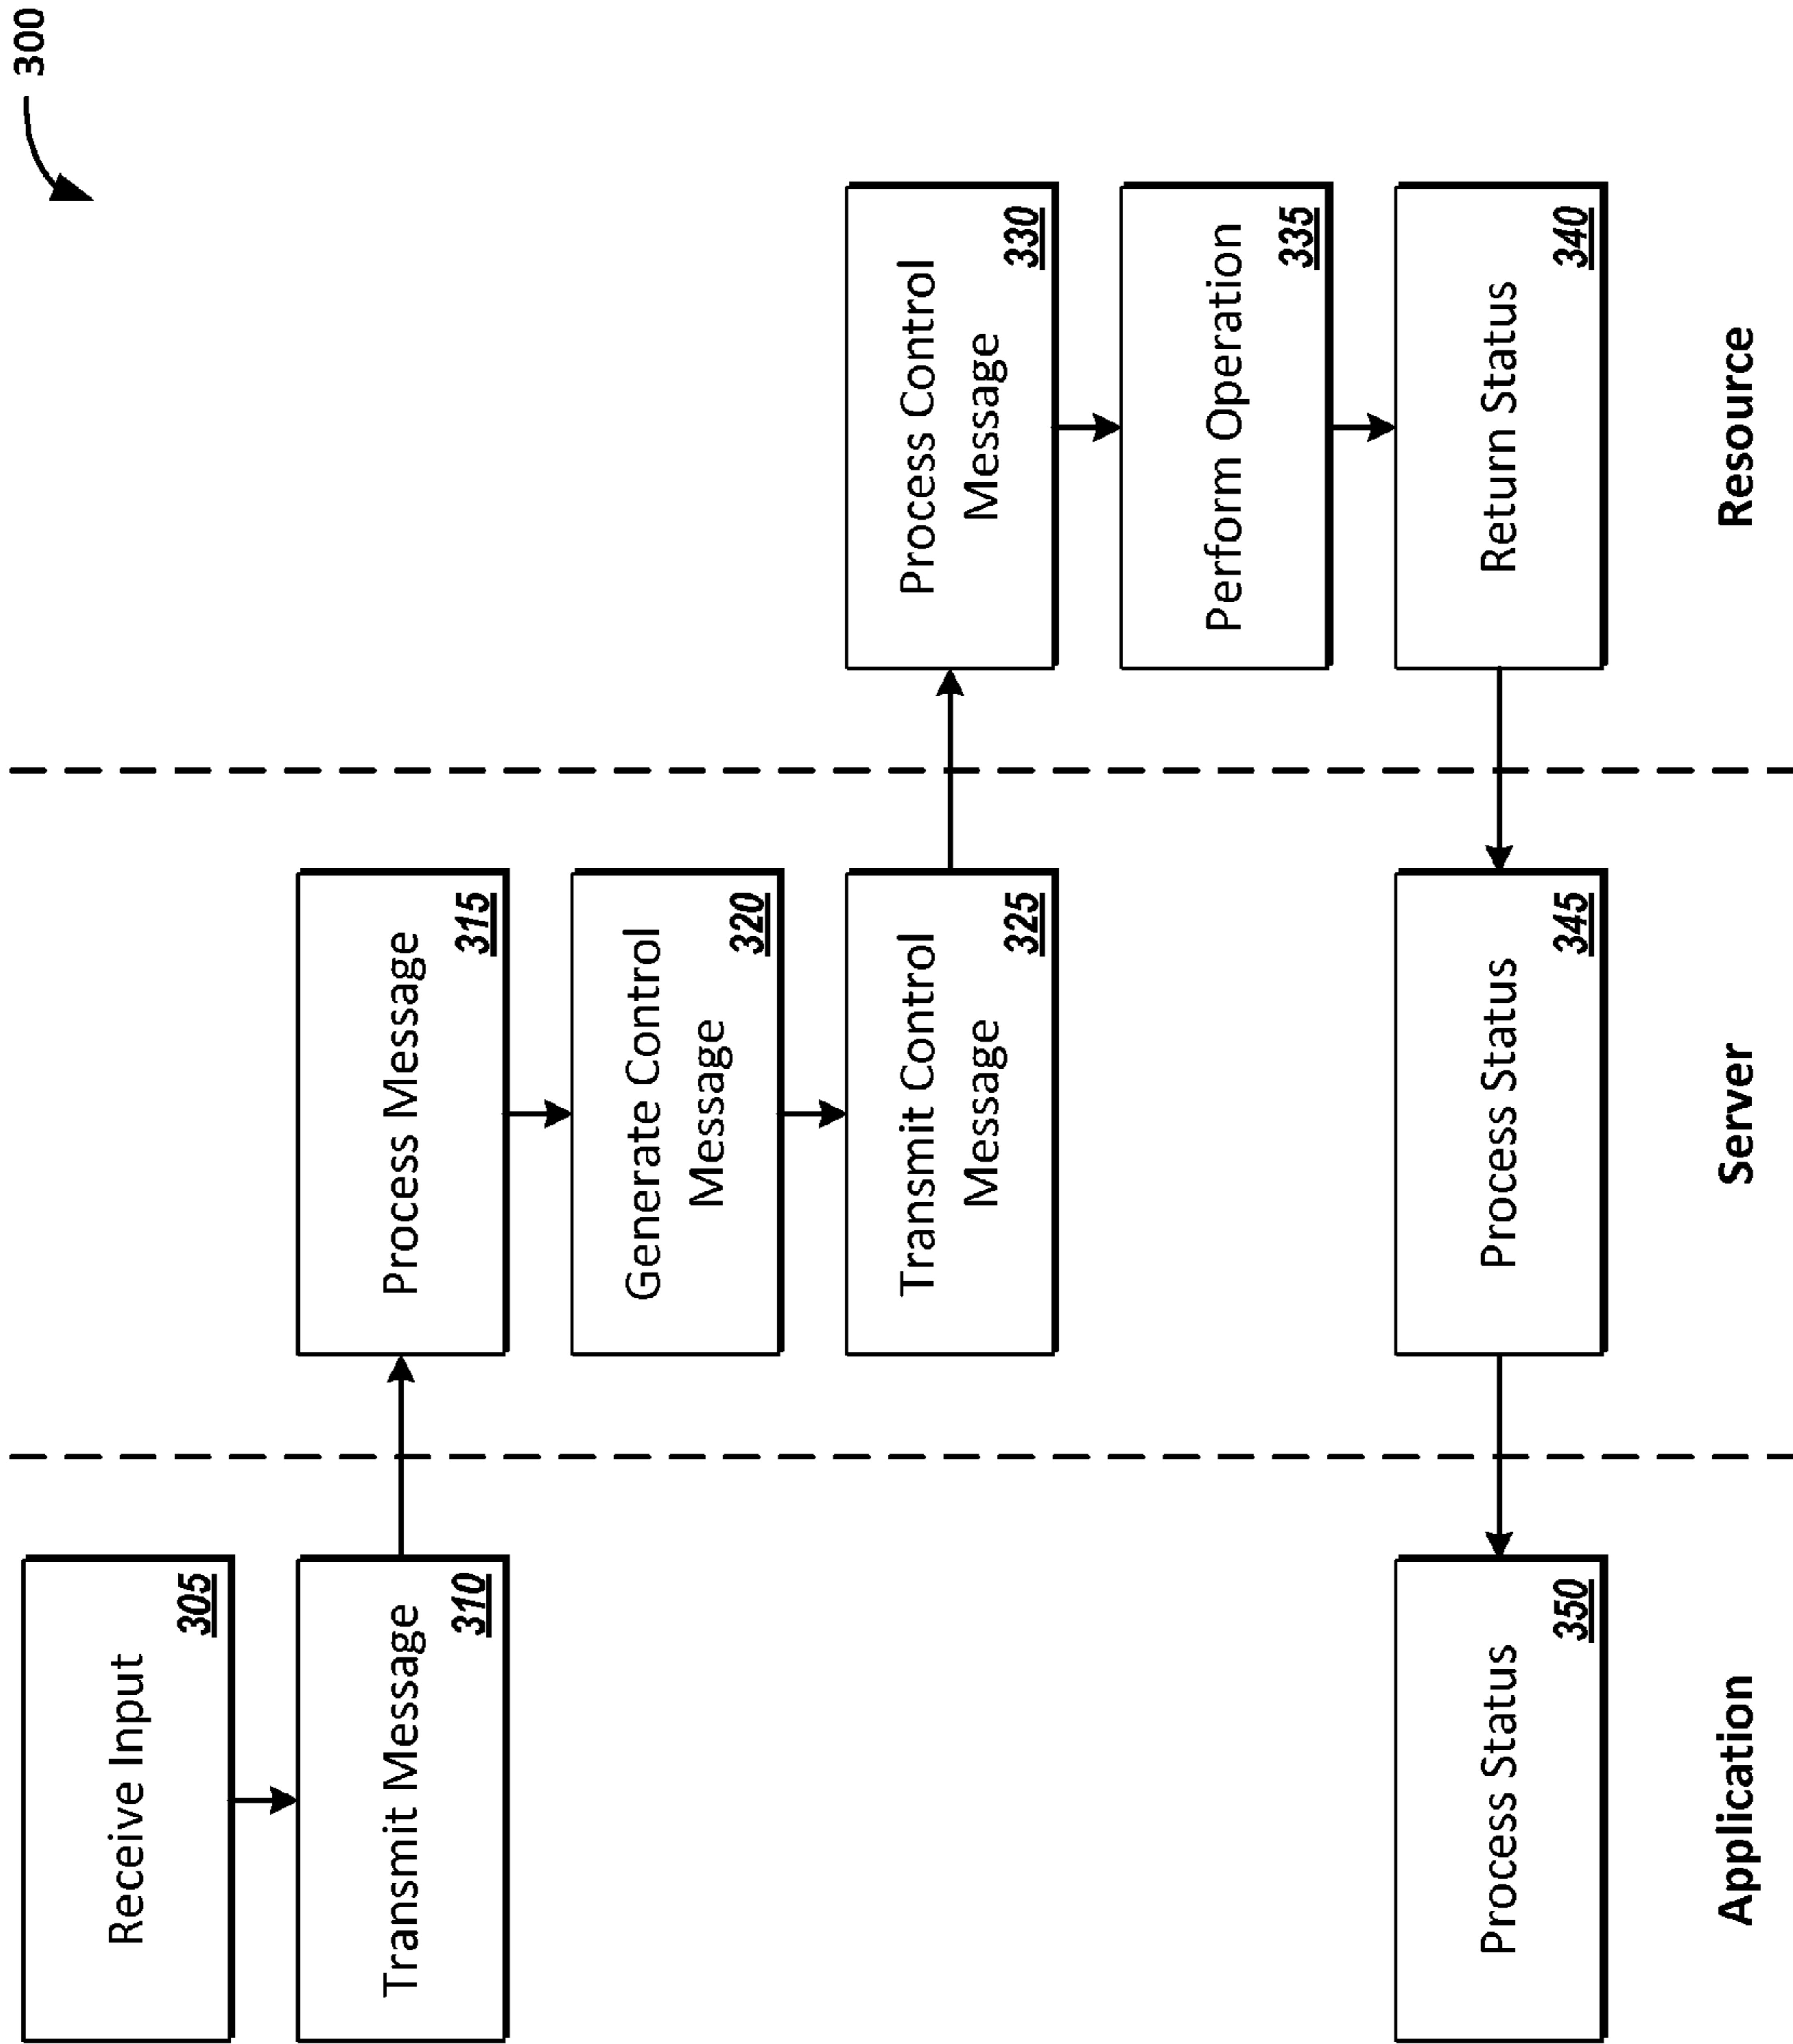 300
Receive Input
305
Transmit Message
310
Process Message
315
Generate Control
Message
320
Transmit Control
Message
325
Process Control
Message
330
Perform Operation
335
Return Status
340
Process Status
345
Process Status
350
Application
Server
Resource